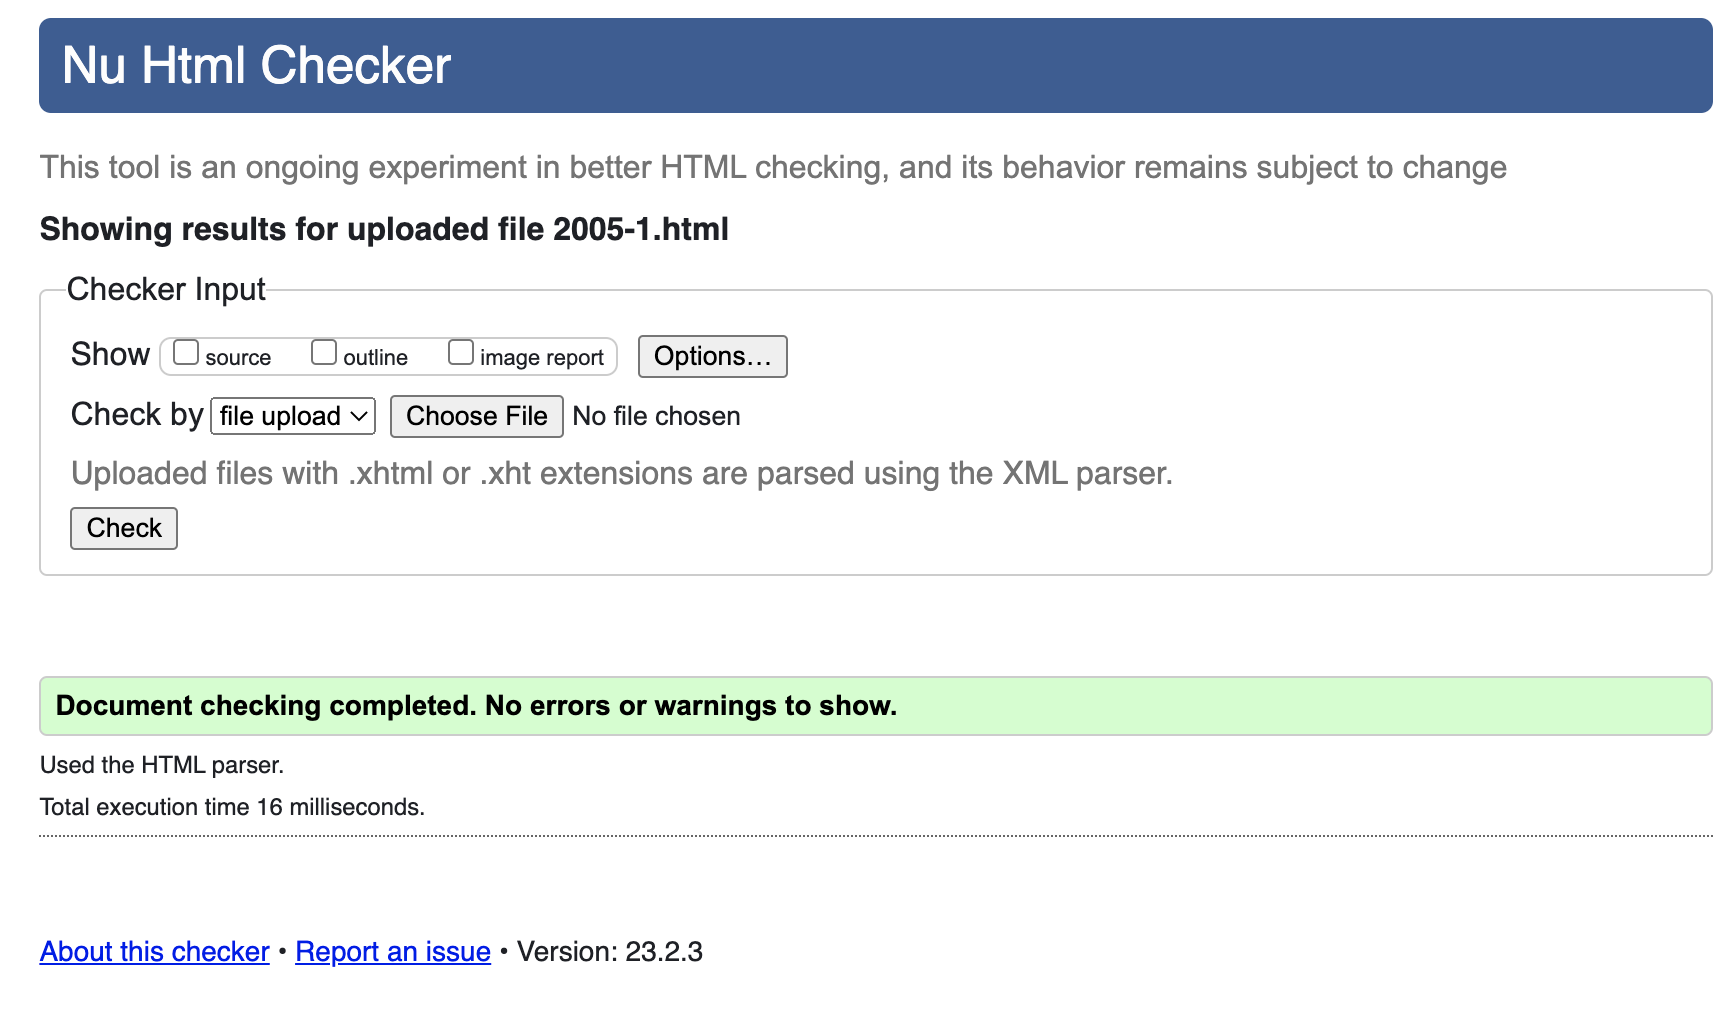 Nu Html Checker
This tool is an ongoing experiment in better HTML checking, and its behavior remains subject to change
Showing results for uploaded file 2005-1.html
Checker Input
Show source outline image report Options…
Check by file upload Choose File No file chosen
Uploaded files with .xhtml or .xht extensions are parsed using the XML parser.
Check
Document checking completed. No errors or warnings to show.
Used the HTML parser.
Total execution time 16 milliseconds.
About this checker • Report an issue • Version: 23.2.3